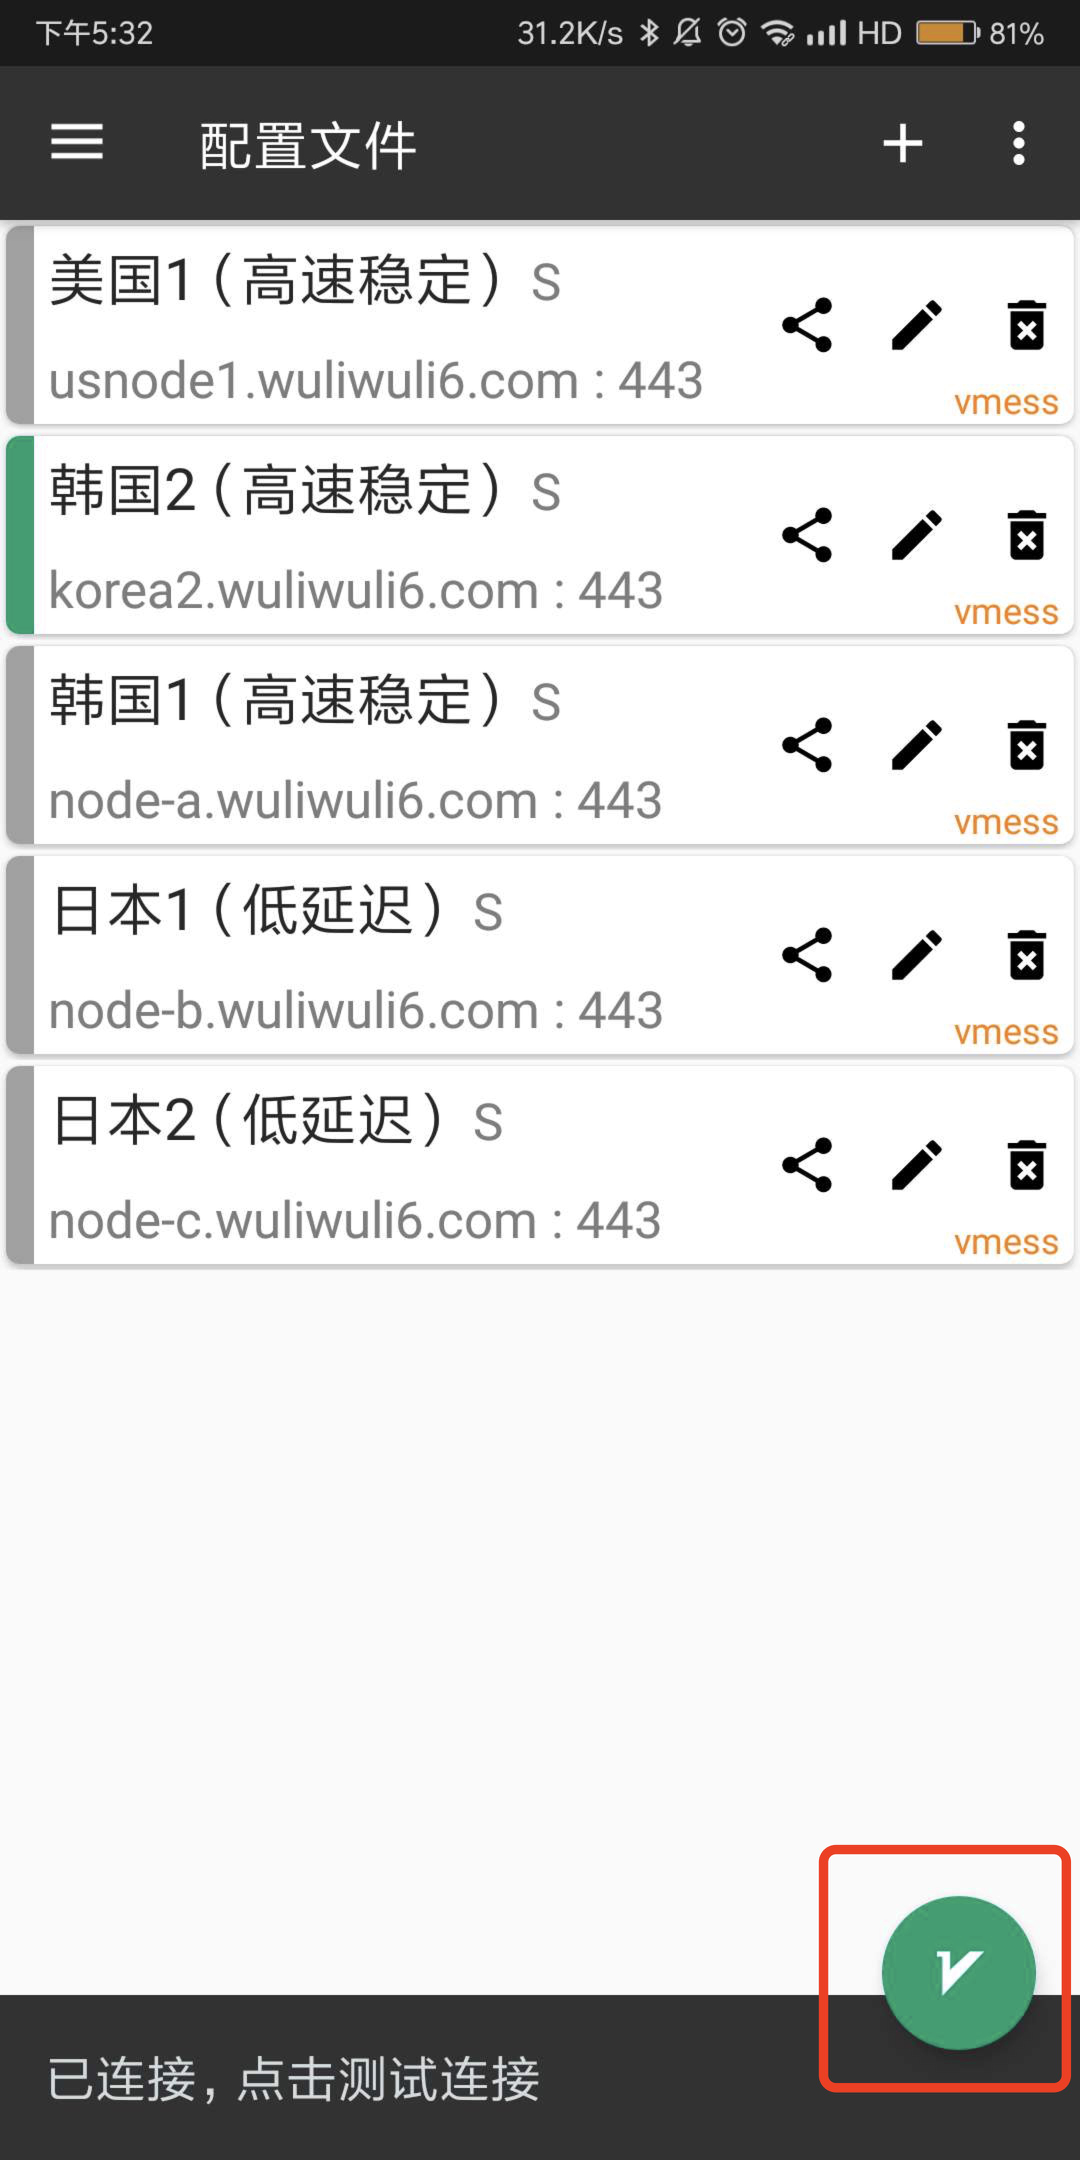 下午5:32 31.2K/s HD 81%
配置文件
美国1（高速稳定）S
usnode1.wuliwuli6.com : 443
vmess
韩国2（高速稳定）S
korea2.wuliwuli6.com : 443
vmess
韩国1（高速稳定）S
node-a.wuliwuli6.com : 443
vmess
日本1（低延迟）S
node-b.wuliwuli6.com : 443
vmess
日本2（低延迟）S
node-c.wuliwuli6.com : 443
vmess
已连接，点击测试连接